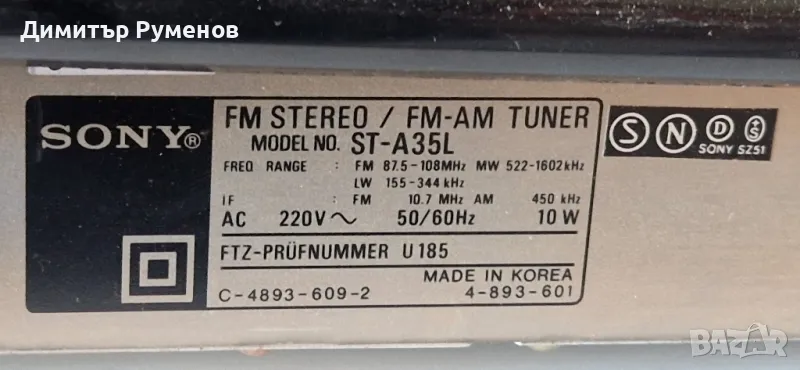 Димитър Руменов
SONY®
FM STEREO / FM-AM TUNER
MODEL NO. ST-A35L
FREQ RANGE : FM 87.5-108MHz MW 522-1602kHz
LW 155-344 kHz
IF : FM 10.7 MHz AM 450 kHz
AC 220V ~ 50/60Hz 10 W
FTZ-PRÜFNUMMER U 185
MADE IN KOREA
C-4893-609-2 4-893-601
S N D S
SONY SZ51
BAZAR